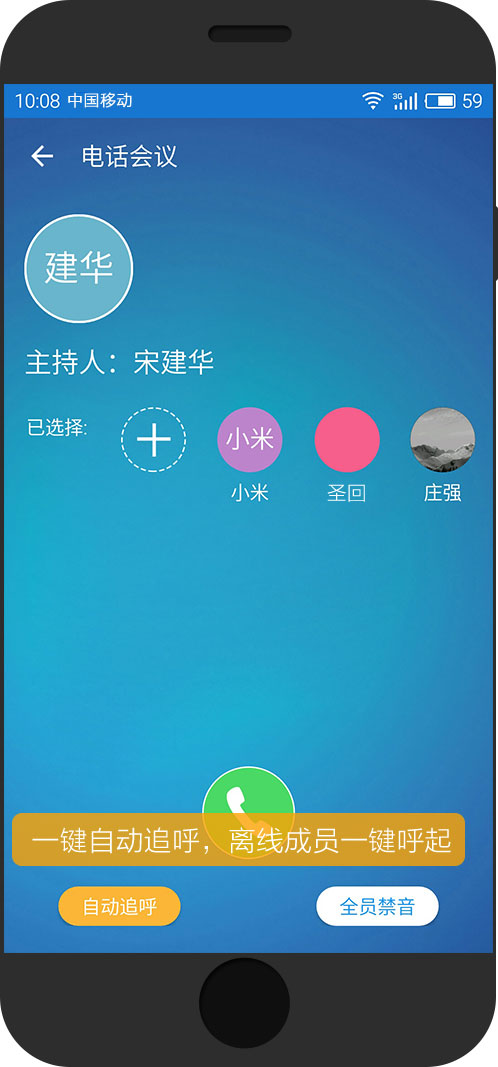 10:08 中国移动 3G 59
电话会议
建华
主持人：宋建华
已选择:
小米
小米 圣回 庄强
一键自动追呼，离线成员一键呼起
自动追呼 全员禁音